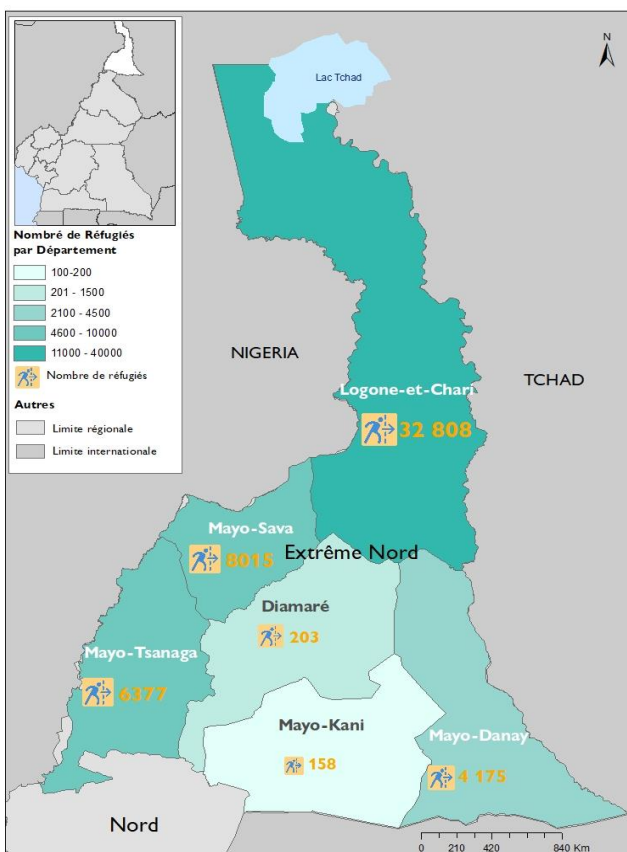 N
Lac Tchad
Nombré de Réfugiés
par Département
100-200
201 - 1500
2100 - 4500
4600 - 10000
11000 - 40000
Nombre de réfugiés
Autres
Limite régionale
Limite internationale
NIGERIA
TCHAD
Logone-et-Chari
32 808
Mayo-Sava
8015
Extrême Nord
Diamaré
203
Mayo-Tsanaga
6377
Mayo-Kani
158
Mayo-Danay
4 175
Nord
0 210 420 840 Km